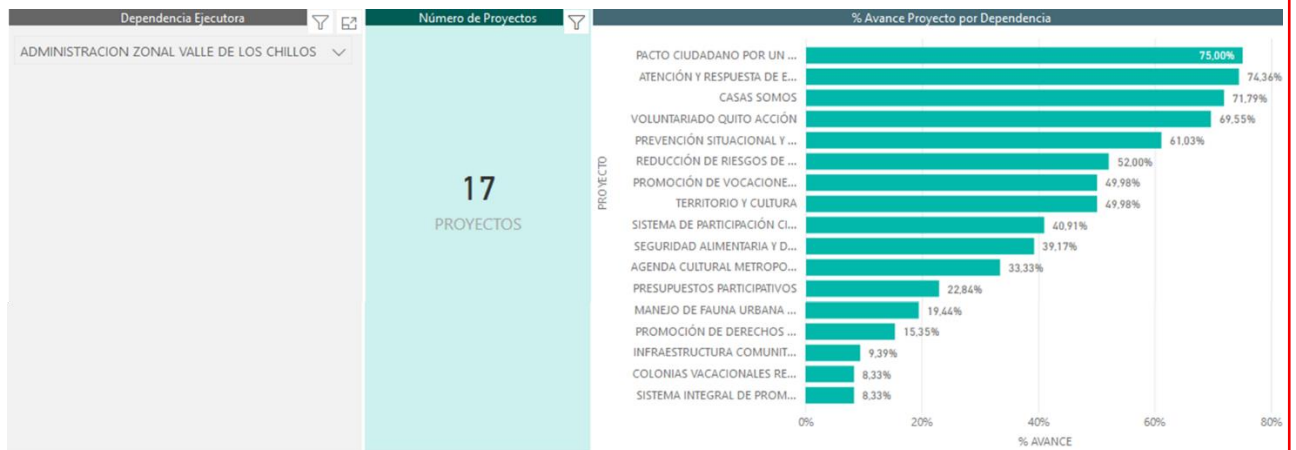 Dependencia Ejecutora
ADMINISTRACION ZONAL VALLE DE LOS CHILLOS
Número de Proyectos
17
PROYECTOS
% Avance Proyecto por Dependencia
PROYECTO
PACTO CIUDADANO POR UN ... 75,00%
ATENCIÓN Y RESPUESTA DE E... 74,36%
CASAS SOMOS 71,79%
VOLUNTARIADO QUITO ACCIÓN 69,55%
PREVENCIÓN SITUACIONAL Y ... 61,03%
REDUCCIÓN DE RIESGOS DE ... 52,00%
PROMOCIÓN DE VOCACIONE... 49,98%
TERRITORIO Y CULTURA 49,98%
SISTEMA DE PARTICIPACIÓN CI... 40,91%
SEGURIDAD ALIMENTARIA Y D... 39,17%
AGENDA CULTURAL METROPO... 33,33%
PRESUPUESTOS PARTICIPATIVOS 22,84%
MANEJO DE FAUNA URBANA ... 19,44%
PROMOCIÓN DE DERECHOS ... 15,35%
INFRAESTRUCTURA COMUNIT... 9,39%
COLONIAS VACACIONALES RE... 8,33%
SISTEMA INTEGRAL DE PROM... 8,33%
0% 20% 40% 60% 80%
% AVANCE